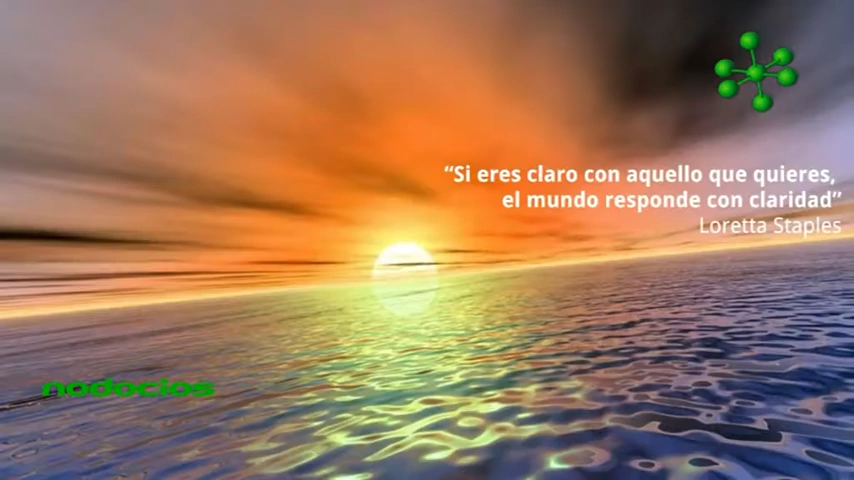 “Si eres claro con aquello que quieres,
el mundo responde con claridad”
Loretta Staples
nodocios